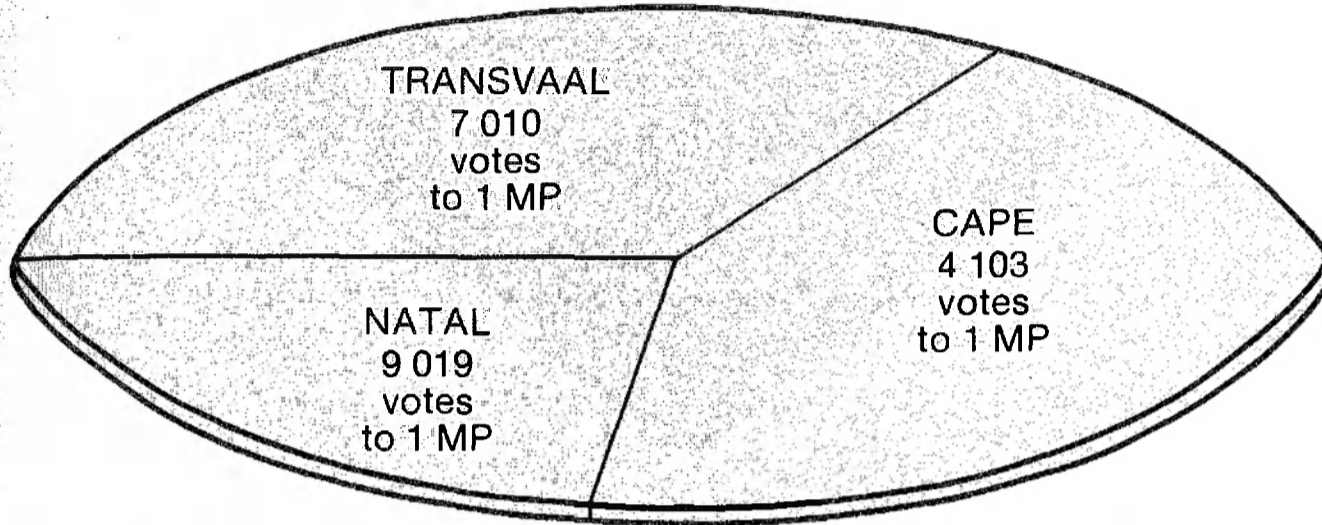 TRANSVAAL
7 010
votes
to 1 MP
CAPE
4 103
votes
to 1 MP
NATAL
9 019
votes
to 1 MP